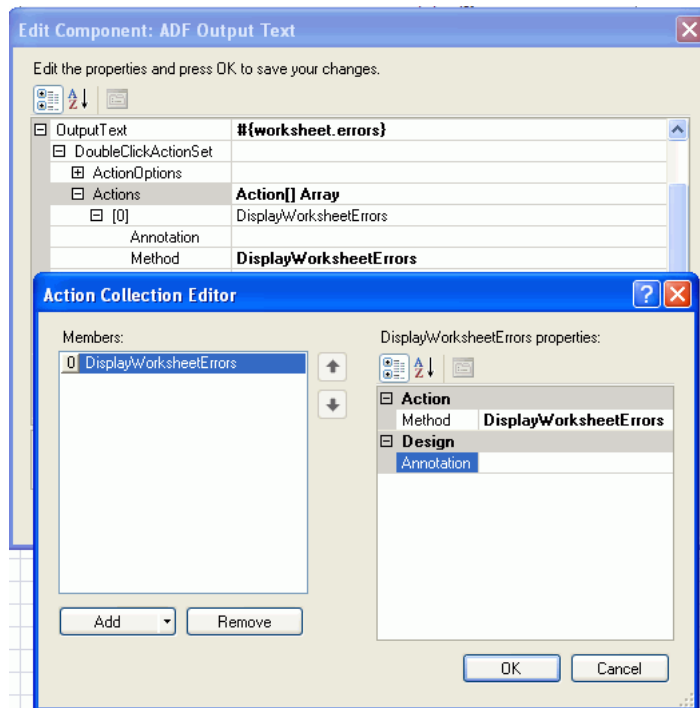 Edit Component: ADF Output Text
Edit the properties and press OK to save your changes.
OutputText #{worksheet.errors}
DoubleClickActionSet
ActionOptions
Actions Action[] Array
[0] DisplayWorksheetErrors
Annotation
Method DisplayWorksheetErrors
Action Collection Editor
Members: DisplayWorksheetErrors properties:
0 DisplayWorksheetErrors
Action
Method DisplayWorksheetErrors
Design
Annotation
Add Remove
OK Cancel